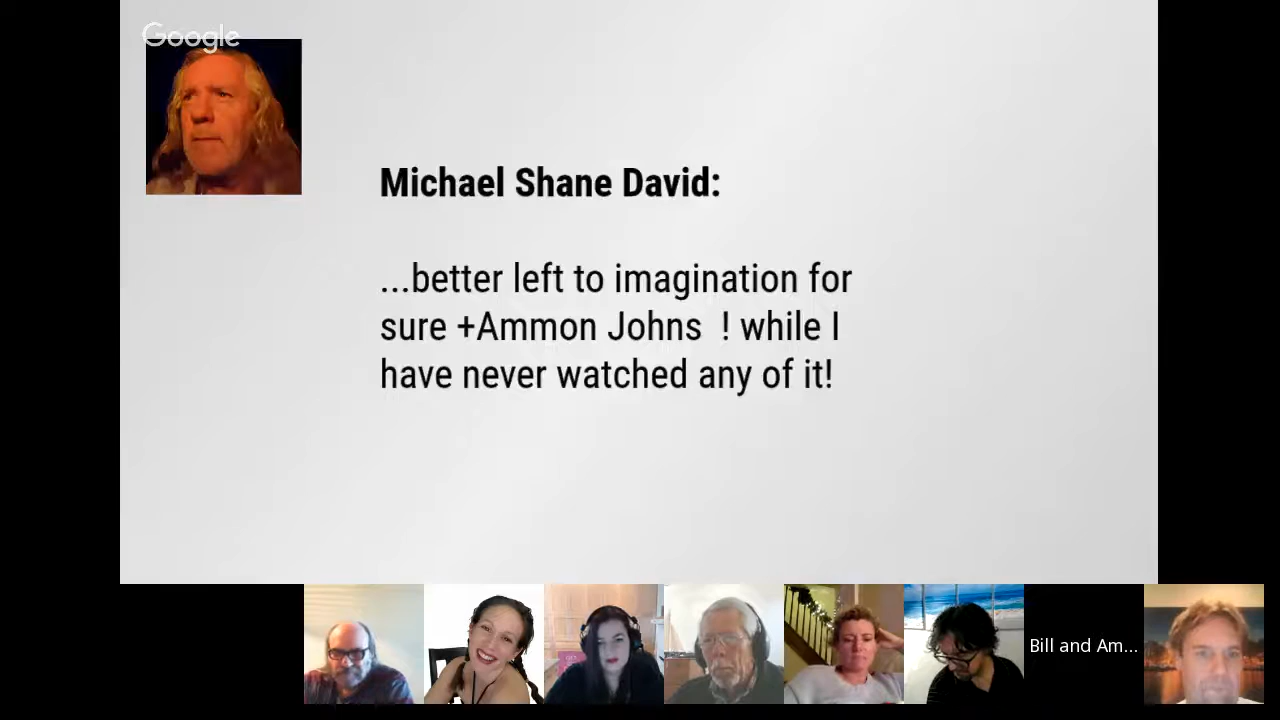 Google
Michael Shane David:
...better left to imagination for
sure +Ammon Johns  ! while I
have never watched any of it!
Bill and Am...